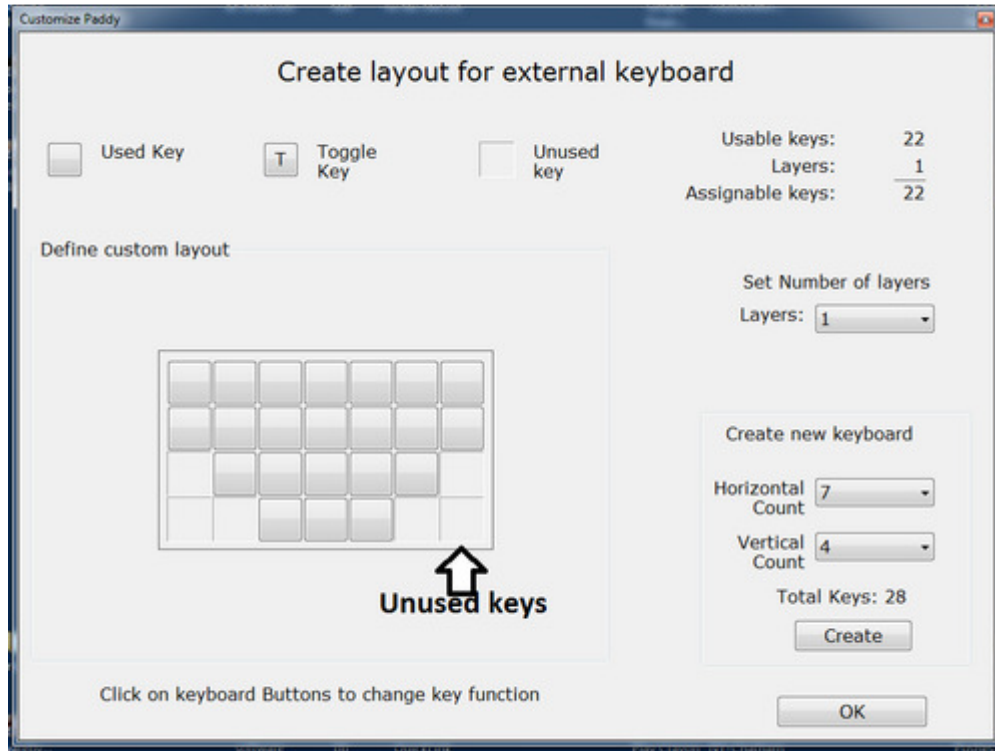 Customize Paddy
Create layout for external keyboard
Used Key
T
Toggle
Key
Unused
key
Usable keys: 22
Layers: 1
Assignable keys: 22
Define custom layout
Set Number of layers
Layers: 1
Unused keys
Create new keyboard
Horizontal
Count 7
Vertical
Count 4
Total Keys: 28
Create
Click on keyboard Buttons to change key function
OK